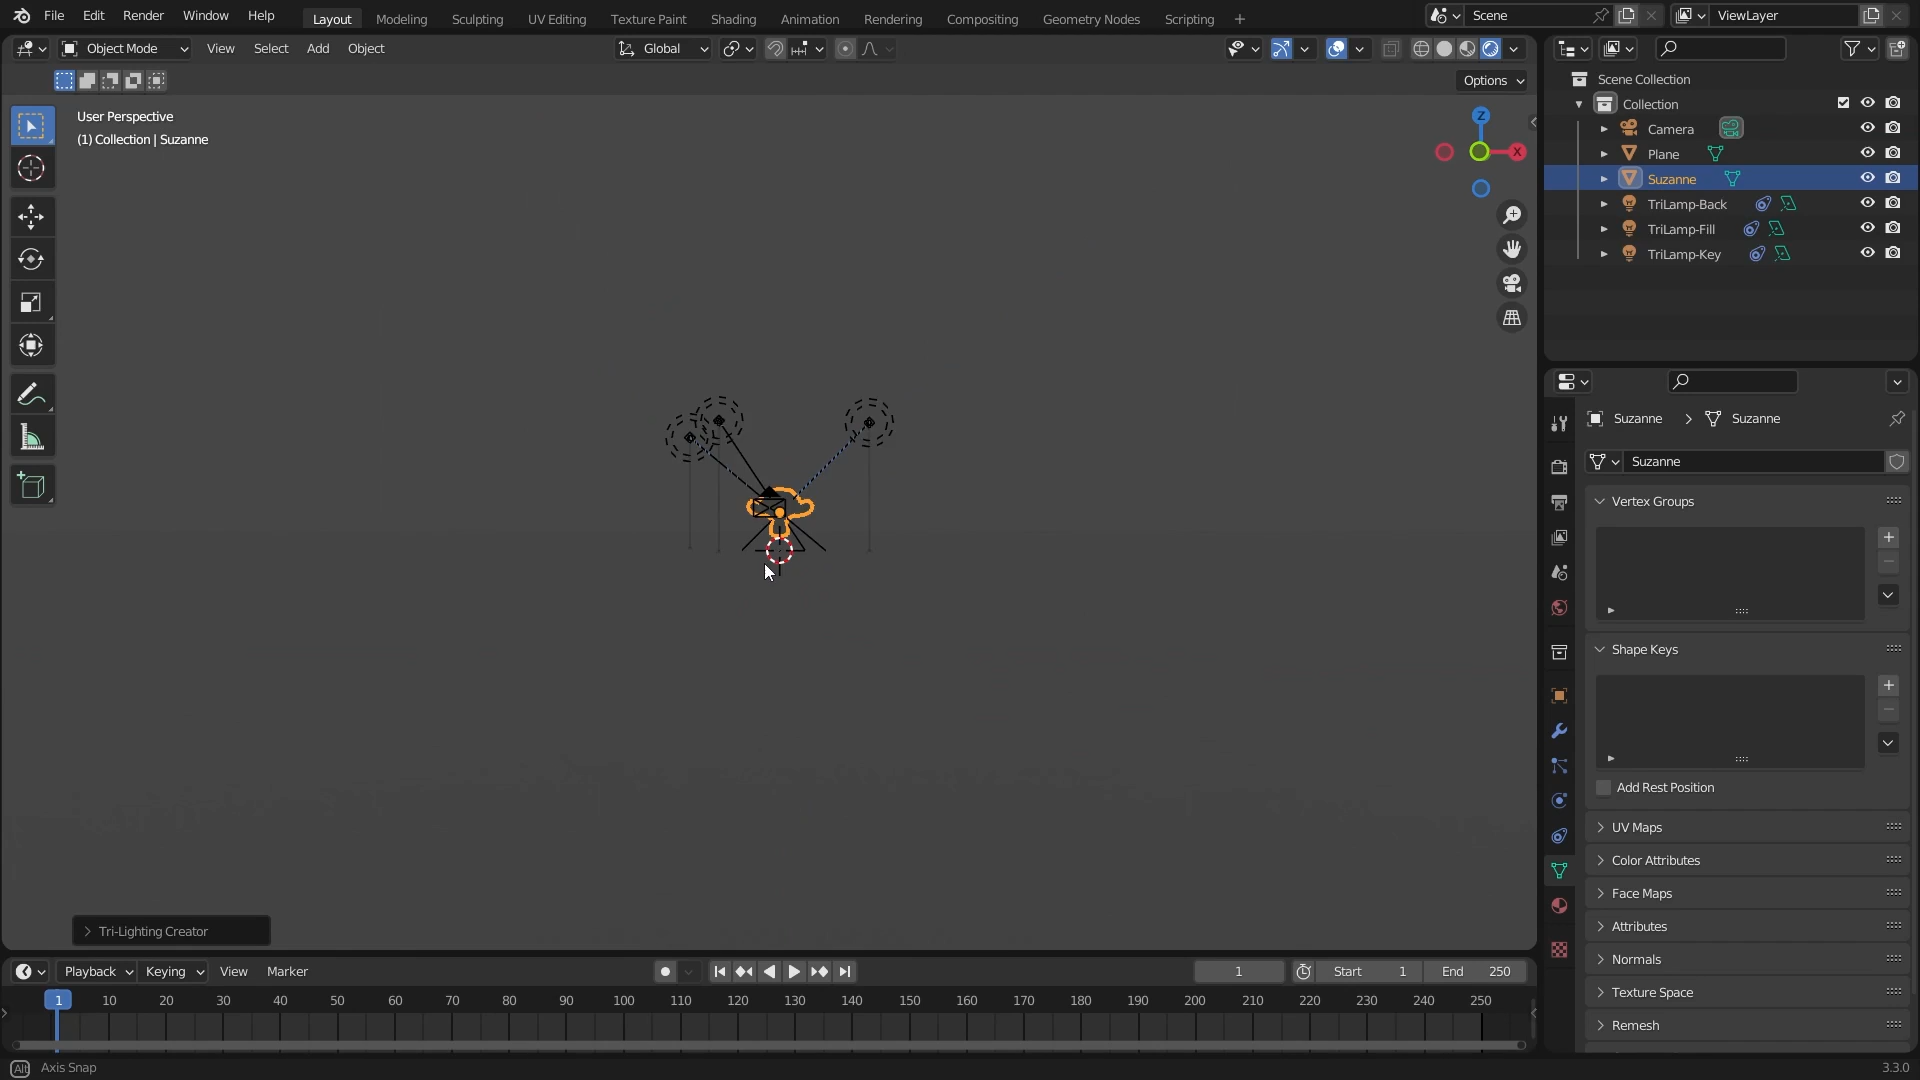 File Edit Render Window Help Layout Modeling Sculpting UV Editing Texture Paint Shading Animation Rendering Compositing Geometry Nodes Scripting + Scene ViewLayer
Object Mode View Select Add Object Global
Options
User Perspective
(1) Collection | Suzanne
Z
X
Scene Collection
Collection
Camera
Plane
Suzanne
TriLamp-Back
TriLamp-Fill
TriLamp-Key
Suzanne > Suzanne
Suzanne
Vertex Groups
Shape Keys
Add Rest Position
UV Maps
Color Attributes
Face Maps
Attributes
Normals
Texture Space
Remesh
Tri-Lighting Creator
Playback Keying View Marker 1 Start 1 End 250
1 10 20 30 40 50 60 70 80 90 100 110 120 130 140 150 160 170 180 190 200 210 220 230 240 250
Alt Axis Snap 3.3.0